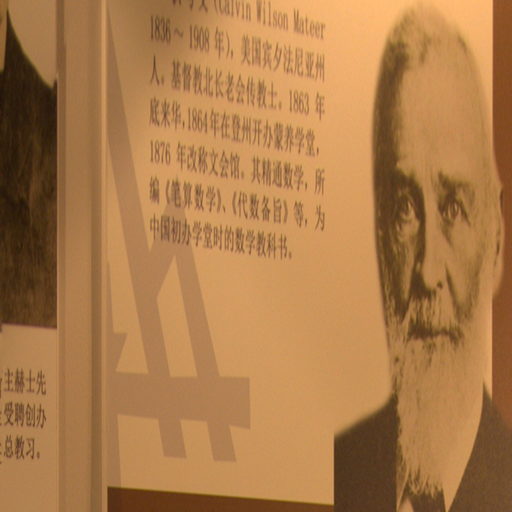 (Calvin Wilson Mateer
1836～1908年)，美国宾夕法尼亚州
人。基督教北长老会传教士。1863年
底来华，1864年在登州开办蒙养学堂，
1876年改称文会馆。其精通数学，所
编《笔算数学》、《代数备旨》等，为
中国初办学堂时的数学教科书。
主赫士先
受聘创办
总教习。